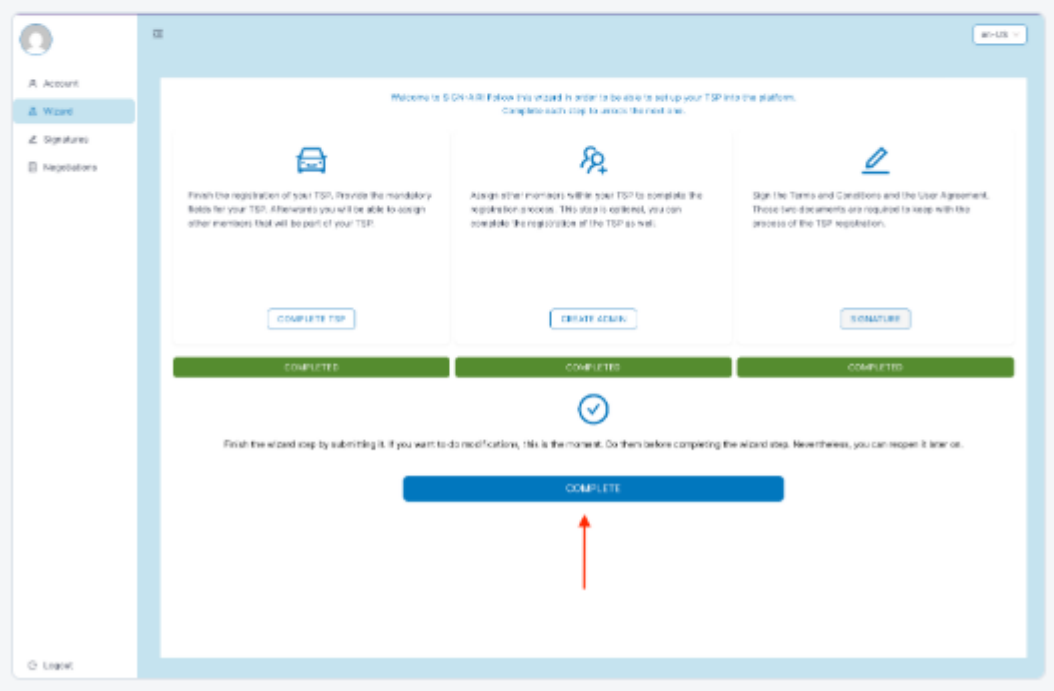 en-US
Account
Wizard
Signatures
Negotiations
Welcome to SIGN-AIR! Follow this wizard in order to be able to set up your TSP into the platform.
Complete each step to unlock the next one.
Finish the registration of your TSP. Provide the mandatory
fields for your TSP. Afterwards you will be able to assign
other members that will be part of your TSP.
Assign other members within your TSP to complete the
registration process. This step is optional, you can
complete the registration of the TSP as well.
Sign the Terms and Conditions and the User Agreement.
These two documents are required to keep with the
process of the TSP registration.
COMPLETE TSP
CREATE ADMIN
SIGNATURE
COMPLETED
COMPLETED
COMPLETED
Finish the wizard step by submitting it. If you want to do modifications, this is the moment. Do them before completing the wizard step. Nevertheless, you can reopen it later on.
COMPLETE
Logout